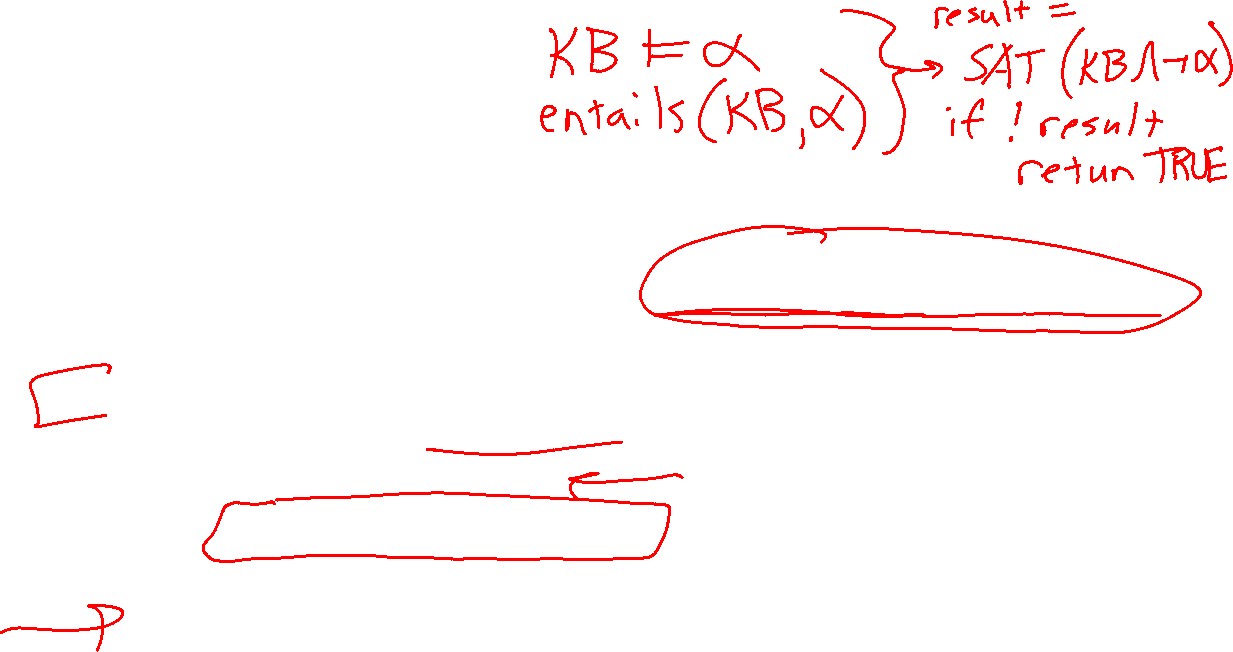 KB ⊨ α
entails(KB,α)
result =
SAT (KB∧¬α)
if ! result
retun TRUE